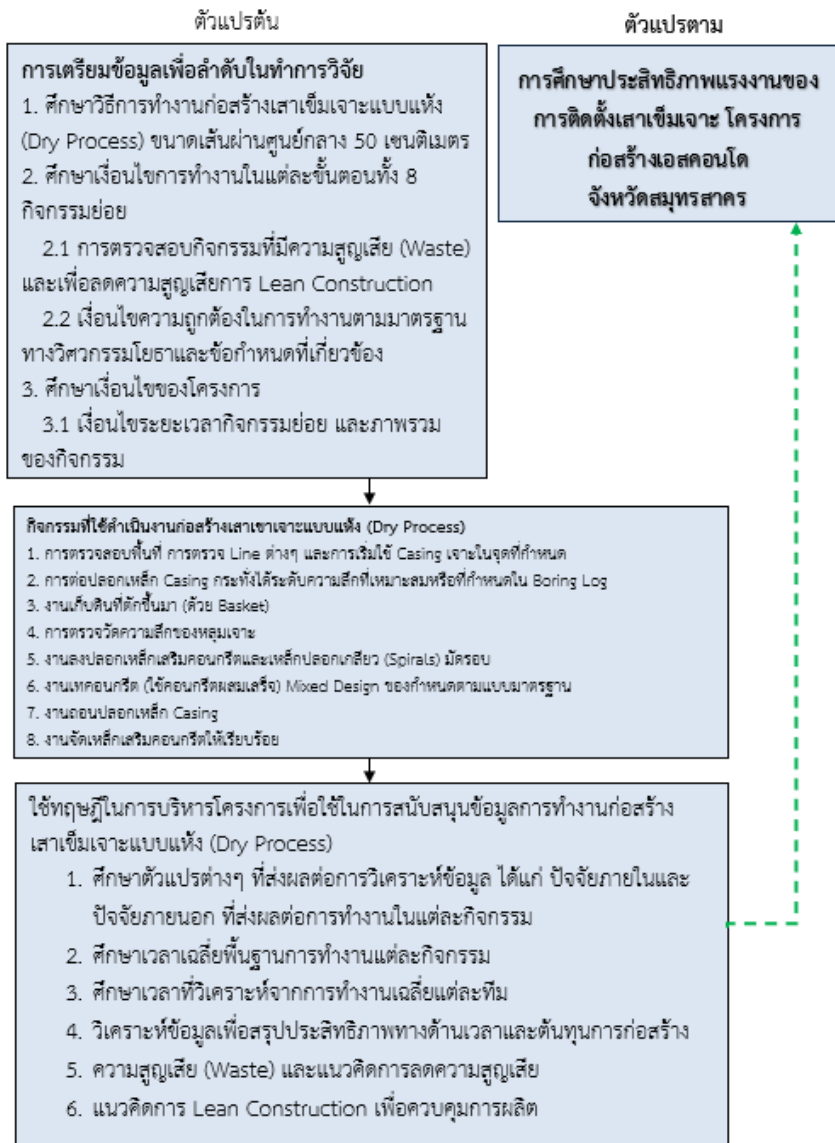 ตัวแปรต้น
การเตรียมข้อมูลเพื่อลำดับในทำการวิจัย
1. ศึกษาวิธีการทำงานก่อสร้างเสาเข็มเจาะแบบแห้ง
(Dry Process) ขนาดเส้นผ่านศูนย์กลาง 50 เซนติเมตร
2. ศึกษาเงื่อนไขการทำงานในแต่ละขั้นตอนทั้ง 8
กิจกรรมย่อย
2.1 การตรวจสอบกิจกรรมที่มีความสูญเสีย (Waste)
และเพื่อลดความสูญเสียการ Lean Construction
2.2 เงื่อนไขความถูกต้องในการทำงานตามมาตรฐาน
ทางวิศวกรรมโยธาและข้อกำหนดที่เกี่ยวข้อง
3. ศึกษาเงื่อนไขของโครงการ
3.1 เงื่อนไขระยะเวลากิจกรรมย่อย และภาพรวม
ของกิจกรรม
ตัวแปรตาม
การศึกษาประสิทธิภาพแรงงานของ
การติดตั้งเสาเข็มเจาะ โครงการ
ก่อสร้างเอสคอนโด
จังหวัดสมุทรสาคร
กิจกรรมที่ใช้ดำเนินงานก่อสร้างเสาเขาเจาะแบบแห้ง (Dry Process)
1. การตรวจสอบพื้นที่ การตรวจ Line ต่างๆ และการเริ่มใช้ Casing เจาะในจุดที่กำหนด
2. การต่อปลอกเหล็ก Casing กระทั่งได้ระดับความลึกที่เหมาะสมหรือที่กำหนดใน Boring Log
3. งานเก็บดินที่ตักขึ้นมา (ด้วย Basket)
4. การตรวจวัดความลึกของหลุมเจาะ
5. งานลงปลอกเหล็กเสริมคอนกรีตและเหล็กปลอกเกลียว (Spirals) มัดรอบ
6. งานเทคอนกรีต (ใช้คอนกรีตผสมเสร็จ) Mixed Design ของกำหนดตามแบบมาตรฐาน
7. งานถอนปลอกเหล็ก Casing
8. งานจัดเหล็กเสริมคอนกรีตให้เรียบร้อย
ใช้ทฤษฎีในการบริหารโครงการเพื่อใช้ในการสนับสนุนข้อมูลการทำงานก่อสร้าง
เสาเข็มเจาะแบบแห้ง (Dry Process)
1. ศึกษาตัวแปรต่างๆ ที่ส่งผลต่อการวิเคราะห์ข้อมูล ได้แก่ ปัจจัยภายในและ
ปัจจัยภายนอก ที่ส่งผลต่อการทำงานในแต่ละกิจกรรม
2. ศึกษาเวลาเฉลี่ยพื้นฐานการทำงานแต่ละกิจกรรม
3. ศึกษาเวลาที่วิเคราะห์จากการทำงานเฉลี่ยแต่ละทีม
4. วิเคราะห์ข้อมูลเพื่อสรุปประสิทธิภาพทางด้านเวลาและต้นทุนการก่อสร้าง
5. ความสูญเสีย (Waste) และแนวคิดการลดความสูญเสีย
6. แนวคิดการ Lean Construction เพื่อควบคุมการผลิต